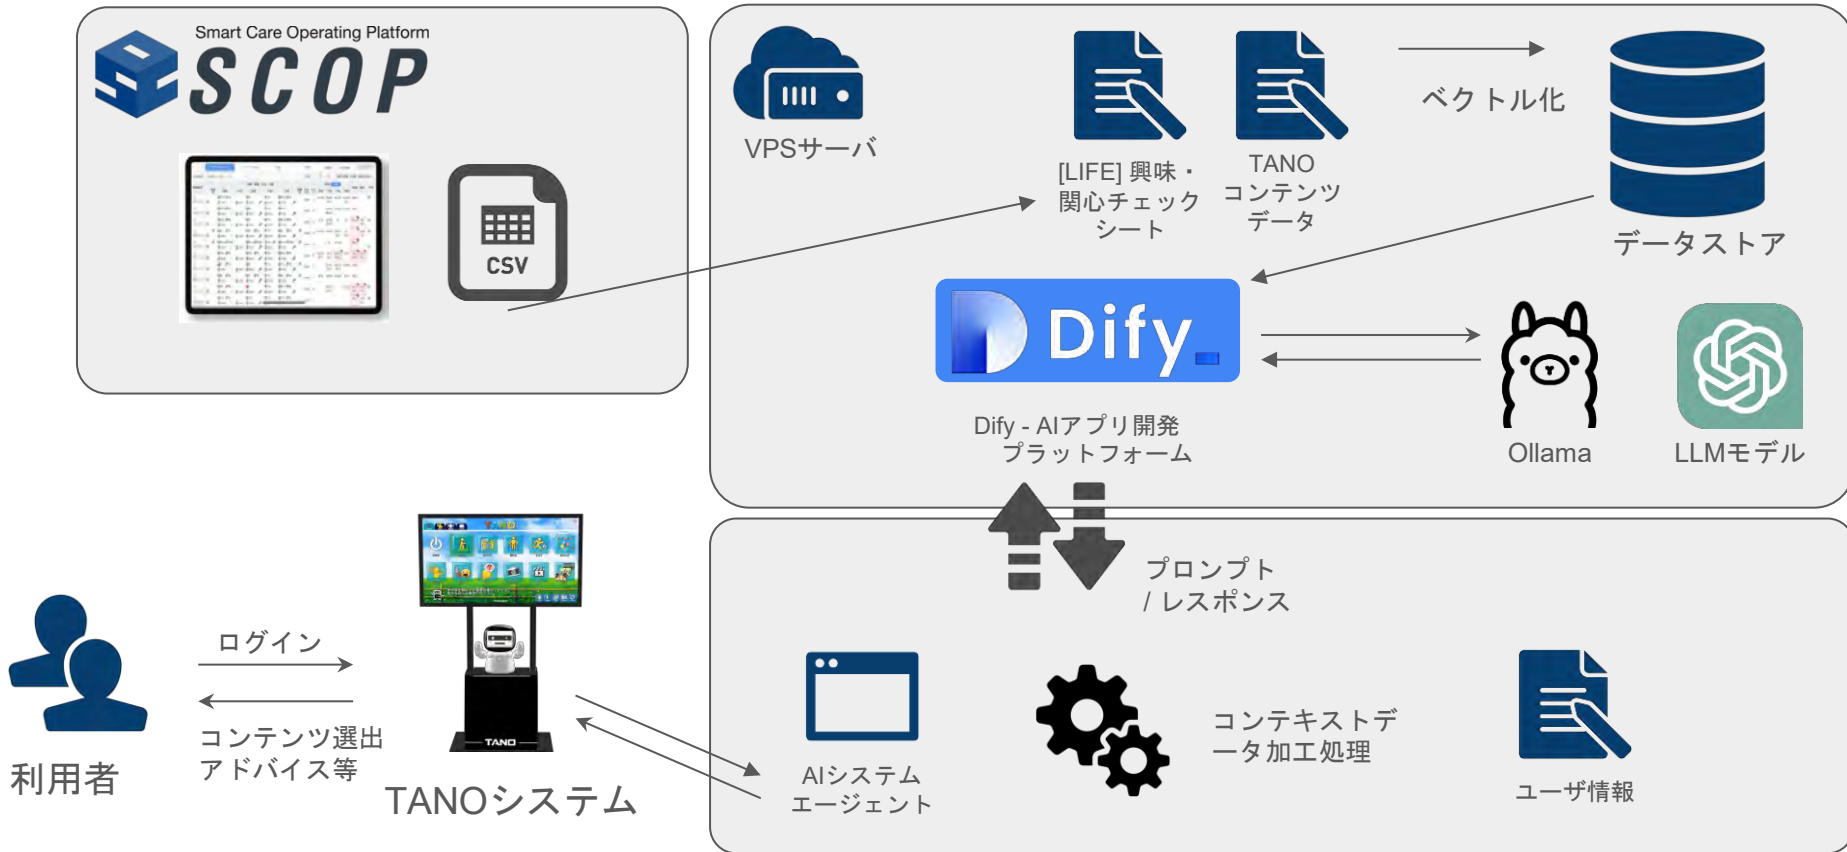 Smart Care Operating Platform
SCOP
CSV
VPSサーバ
[LIFE] 興味・
関心チェック
シート
TANO
コンテンツ
データ
ベクトル化
データストア
Dify_
Dify - AIアプリ開発
プラットフォーム
Ollama
LLMモデル
プロンプト
/ レスポンス
利用者
ログイン
コンテンツ選出
アドバイス等
TANO
TANOシステム
AIシステム
エージェント
コンテキストデ
ータ加工処理
ユーザ情報